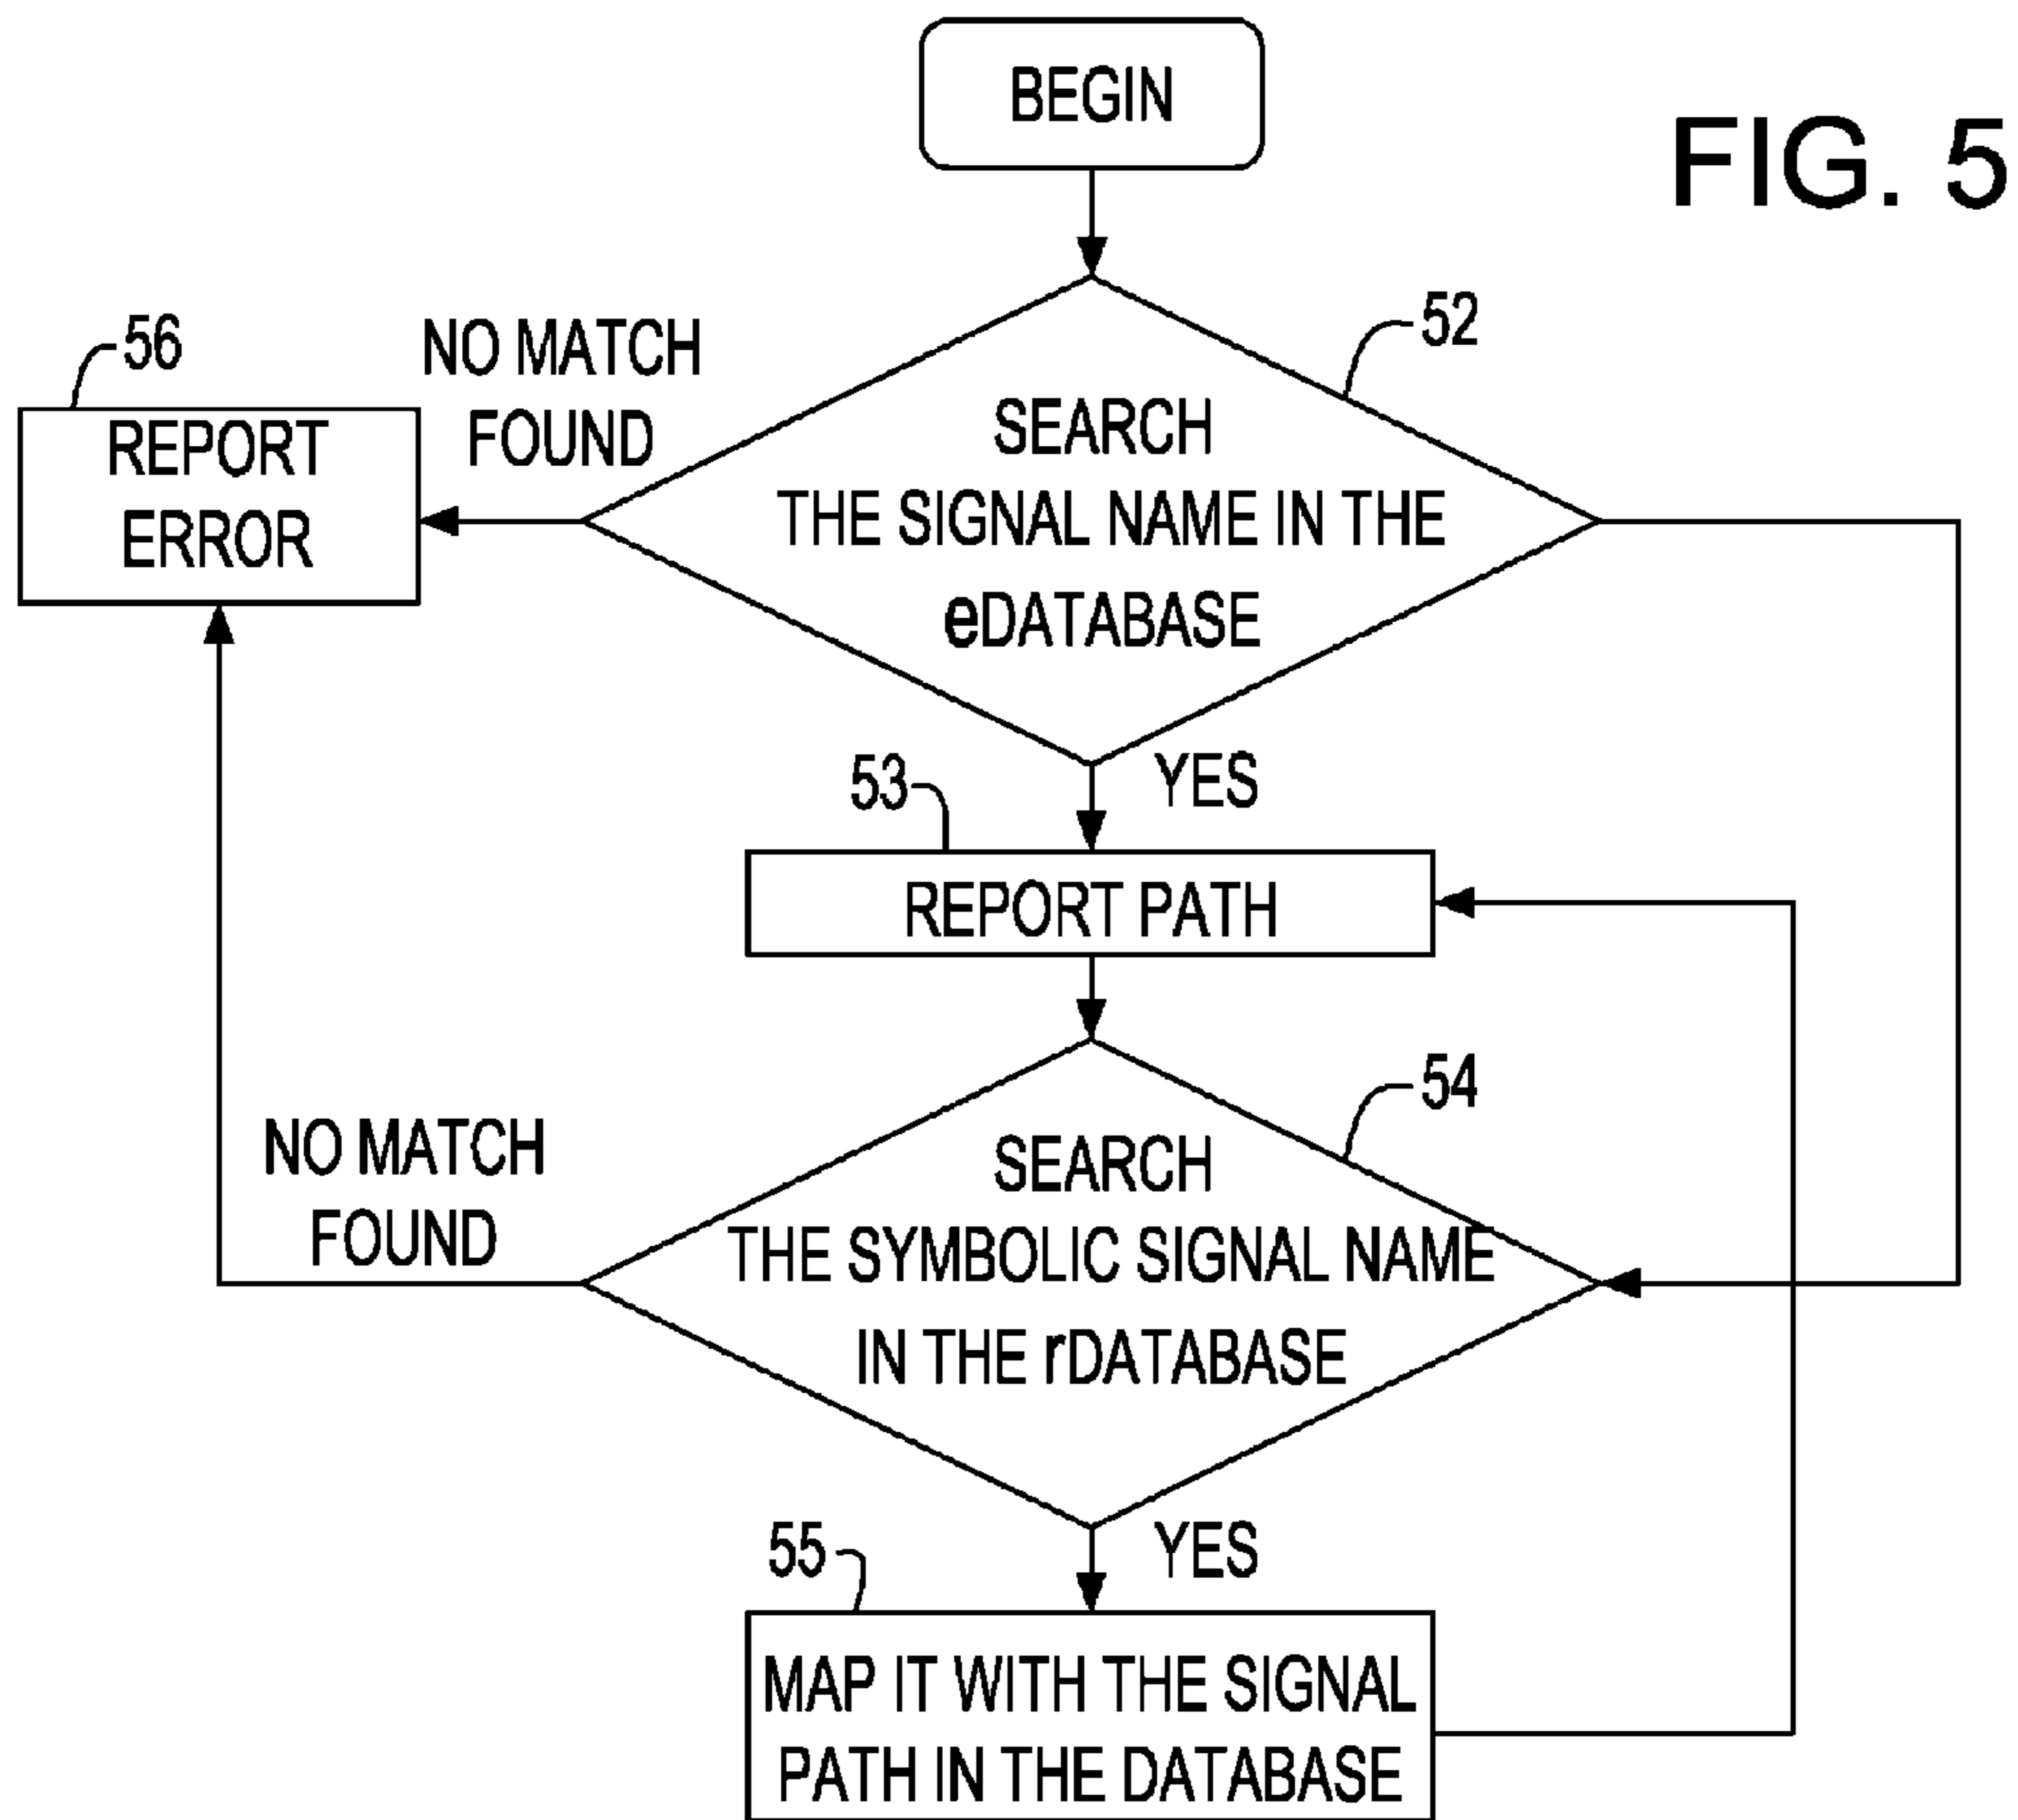 BEGIN
FIG. 5
52
56
NO MATCH
FOUND
REPORT
ERROR
SEARCH
THE SIGNAL NAME IN THE
eDATABASE
YES
53
REPORT PATH
54
NO MATCH
FOUND
SEARCH
THE SYMBOLIC SIGNAL NAME
IN THE rDATABASE
YES
55
MAP IT WITH THE SIGNAL
PATH IN THE DATABASE